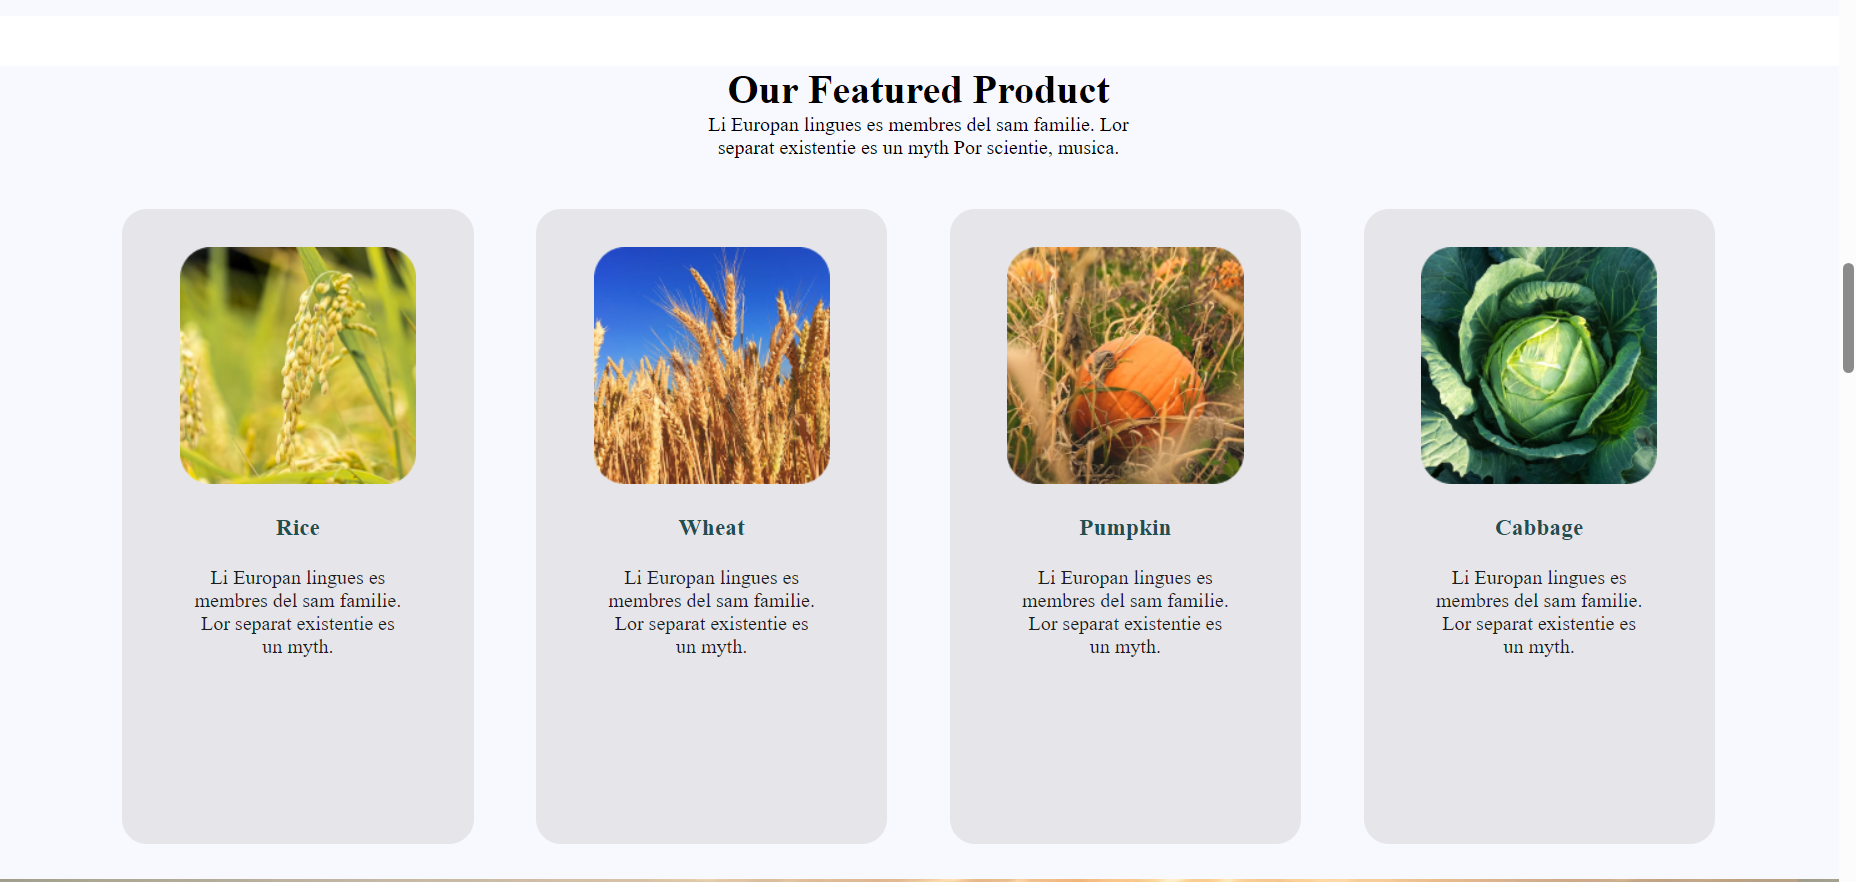 Our Featured Product
Li Europan lingues es membres del sam familie. Lor
separat existentie es un myth Por scientie, musica.
Rice
Li Europan lingues es
membres del sam familie.
Lor separat existentie es
un myth.
Wheat
Li Europan lingues es
membres del sam familie.
Lor separat existentie es
un myth.
Pumpkin
Li Europan lingues es
membres del sam familie.
Lor separat existentie es
un myth.
Cabbage
Li Europan lingues es
membres del sam familie.
Lor separat existentie es
un myth.